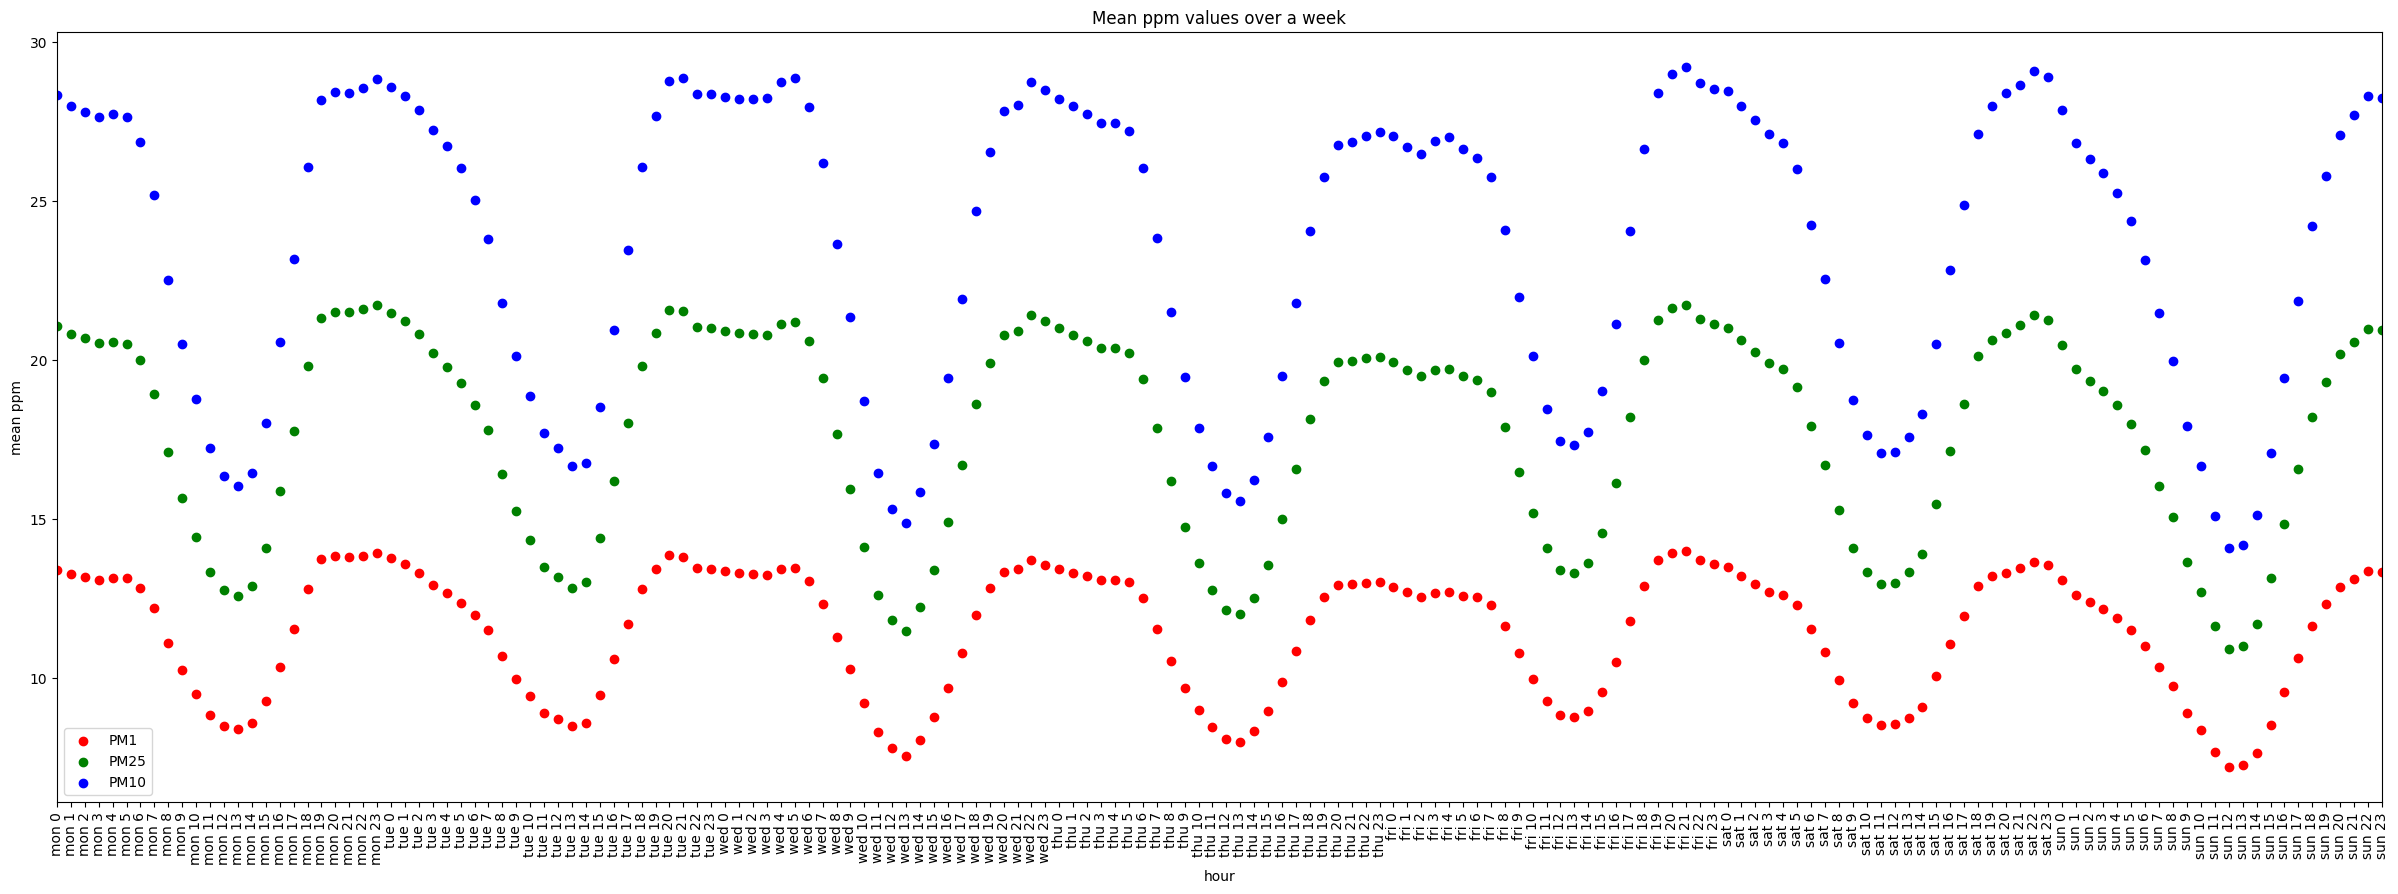 Mean ppm values over a week
30
25
20
15
10
mean ppm
PM1
PM25
PM10
mon 0
mon 1
mon 2
mon 3
mon 4
mon 5
mon 6
mon 7
mon 8
mon 9
mon 10
mon 11
mon 12
mon 13
mon 14
mon 15
mon 16
mon 17
mon 18
mon 19
mon 20
mon 21
mon 22
mon 23
tue 0
tue 1
tue 2
tue 3
tue 4
tue 5
tue 6
tue 7
tue 8
tue 9
tue 10
tue 11
tue 12
tue 13
tue 14
tue 15
tue 16
tue 17
tue 18
tue 19
tue 20
tue 21
tue 22
tue 23
wed 0
wed 1
wed 2
wed 3
wed 4
wed 5
wed 6
wed 7
wed 8
wed 9
wed 10
wed 11
wed 12
wed 13
wed 14
wed 15
wed 16
wed 17
wed 18
wed 19
wed 20
wed 21
wed 22
wed 23
thu 0
thu 1
thu 2
thu 3
thu 4
thu 5
thu 6
thu 7
thu 8
thu 9
thu 10
thu 11
thu 12
thu 13
thu 14
thu 15
thu 16
thu 17
thu 18
thu 19
thu 20
thu 21
thu 22
thu 23
fri 0
fri 1
fri 2
fri 3
fri 4
fri 5
fri 6
fri 7
fri 8
fri 9
fri 10
fri 11
fri 12
fri 13
fri 14
fri 15
fri 16
fri 17
fri 18
fri 19
fri 20
fri 21
fri 22
fri 23
sat 0
sat 1
sat 2
sat 3
sat 4
sat 5
sat 6
sat 7
sat 8
sat 9
sat 10
sat 11
sat 12
sat 13
sat 14
sat 15
sat 16
sat 17
sat 18
sat 19
sat 20
sat 21
sat 22
sat 23
sun 0
sun 1
sun 2
sun 3
sun 4
sun 5
sun 6
sun 7
sun 8
sun 9
sun 10
sun 11
sun 12
sun 13
sun 14
sun 15
sun 16
sun 17
sun 18
sun 19
sun 20
sun 21
sun 22
sun 23
hour